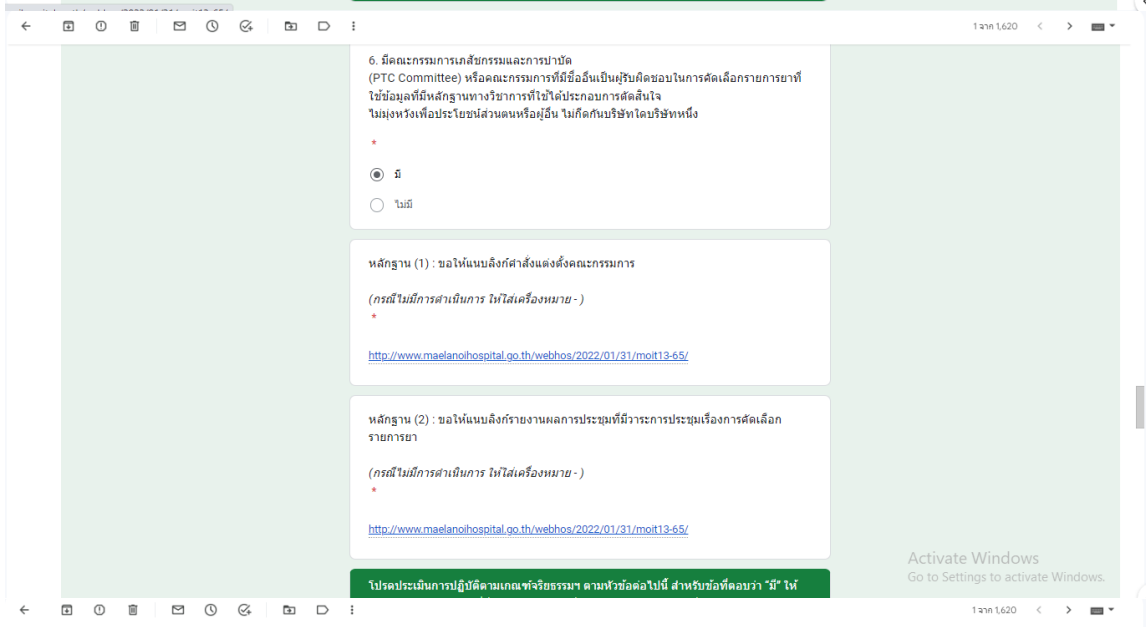 1 จาก 1,620
6. มีคณะกรรมการเภสัชกรรมและการบำบัด
(PTC Committee) หรือคณะกรรมการที่มีชื่ออื่นเป็นผู้รับผิดชอบในการคัดเลือกรายการยาที่
ใช้ข้อมูลที่มีหลักฐานทางวิชาการที่ใช้ได้ประกอบการตัดสินใจ
ไม่มุ่งหวังเพื่อประโยชน์ส่วนตนหรือผู้อื่น ไม่กีดกันบริษัทใดบริษัทหนึ่ง
*
มี
ไม่มี
หลักฐาน (1) : ขอให้แนบลิงก์คำสั่งแต่งตั้งคณะกรรมการ
(กรณีไม่มีการดำเนินการ ให้ใส่เครื่องหมาย - )
*
http://www.maelanoihospital.go.th/webhos/2022/01/31/moit13-65/
หลักฐาน (2) : ขอให้แนบลิงก์รายงานผลการประชุมที่มีวาระการประชุมเรื่องการคัดเลือก
รายการยา
(กรณีไม่มีการดำเนินการ ให้ใส่เครื่องหมาย - )
*
http://www.maelanoihospital.go.th/webhos/2022/01/31/moit13-65/
Activate Windows
Go to Settings to activate Windows.
โปรดประเมินการปฏิบัติตามเกณฑ์จริยธรรมฯ ตามหัวข้อต่อไปนี้ สำหรับข้อที่ตอบว่า "มี" ให้
1 จาก 1,620